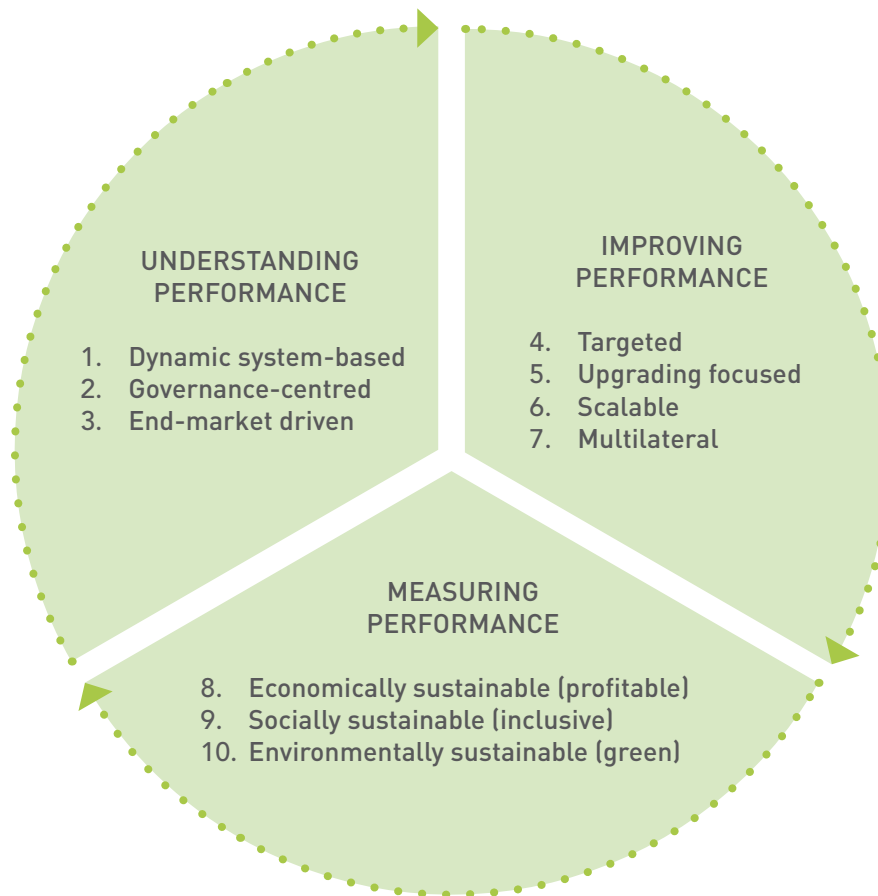 UNDERSTANDING
PERFORMANCE
1. Dynamic system-based
2. Governance-centred
3. End-market driven
IMPROVING
PERFORMANCE
4. Targeted
5. Upgrading focused
6. Scalable
7. Multilateral
MEASURING
PERFORMANCE
8. Economically sustainable (profitable)
9. Socially sustainable (inclusive)
10. Environmentally sustainable (green)